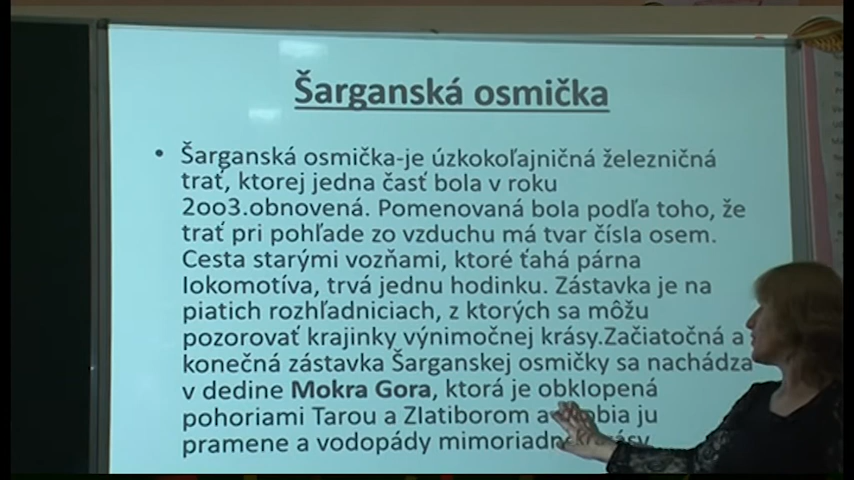 Šarganská osmička
• Šarganská osmička-je úzkokoľajničná železničná
trať, ktorej jedna časť bola v roku
2oo3.obnovená. Pomenovaná bola podľa toho, že
trať pri pohľade zo vzduchu má tvar čísla osem.
Cesta starými vozňami, ktoré ťahá párna
lokomotíva, trvá jednu hodinku. Zástavka je na
piatich rozhľadniciach, z ktorých sa môžu
pozorovať krajinky výnimočnej krásy.Začiatočná a
konečná zástavka Šarganskej osmičky sa nachádza
v dedine Mokra Gora, ktorá je obklopená
pohoriami Tarou a Zlatiborom a ju
pramene a vodopády